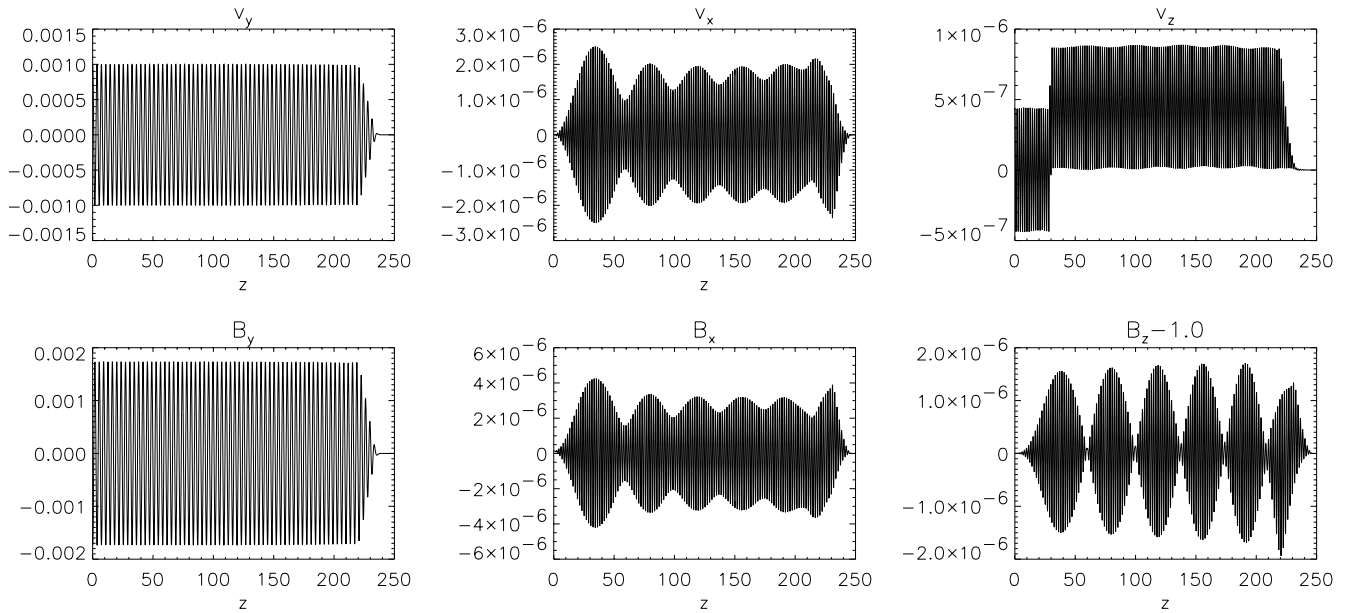 v_y
0.0015
0.0010
0.0005
0.0000
−0.0005
−0.0010
−0.0015
0 50 100 150 200 250
z
v_x
3.0×10^−6
2.0×10^−6
1.0×10^−6
0
−1.0×10^−6
−2.0×10^−6
−3.0×10^−6
0 50 100 150 200 250
z
v_z
1×10^−6
5×10^−7
0
−5×10^−7
0 50 100 150 200 250
z
B_y
0.002
0.001
0.000
−0.001
−0.002
0 50 100 150 200 250
z
B_x
6×10^−6
4×10^−6
2×10^−6
0
−2×10^−6
−4×10^−6
−6×10^−6
0 50 100 150 200 250
z
B_z−1.0
2.0×10^−6
1.0×10^−6
0
−1.0×10^−6
−2.0×10^−6
0 50 100 150 200 250
z